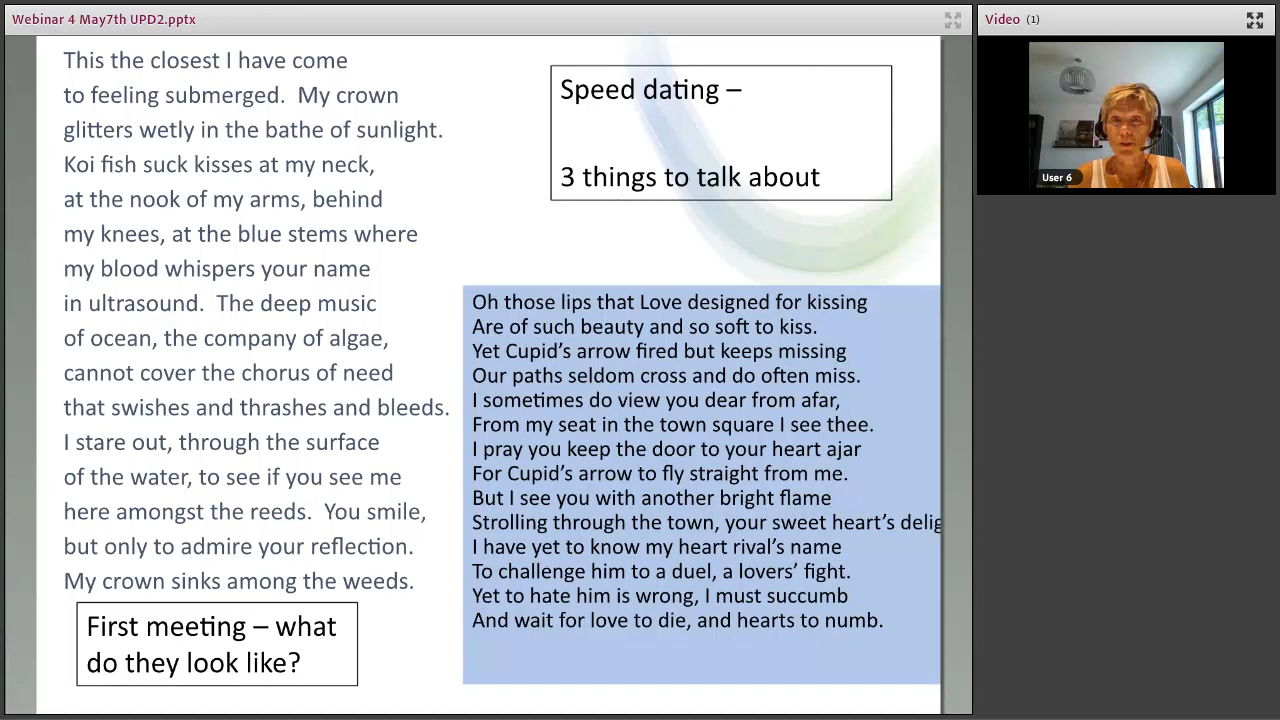 Webinar 4 May7th UPD2.pptx
This the closest I have come
to feeling submerged.  My crown
glitters wetly in the bathe of sunlight.
Koi fish suck kisses at my neck,
at the nook of my arms, behind
my knees, at the blue stems where
my blood whispers your name
in ultrasound.  The deep music
of ocean, the company of algae,
cannot cover the chorus of need
that swishes and thrashes and bleeds.
I stare out, through the surface
of the water, to see if you see me
here amongst the reeds.  You smile,
but only to admire your reflection.
My crown sinks among the weeds.
First meeting – what
do they look like?
Speed dating –
3 things to talk about
Oh those lips that Love designed for kissing
Are of such beauty and so soft to kiss.
Yet Cupid's arrow fired but keeps missing
Our paths seldom cross and do often miss.
I sometimes do view you dear from afar,
From my seat in the town square I see thee.
I pray you keep the door to your heart ajar
For Cupid's arrow to fly straight from me.
But I see you with another bright flame
Strolling through the town, your sweet heart's
I have yet to know my heart rival's name
To challenge him to a duel, a lovers' fight.
Yet to hate him is wrong, I must succumb
And wait for love to die, and hearts to numb.
Video (1)
User 6